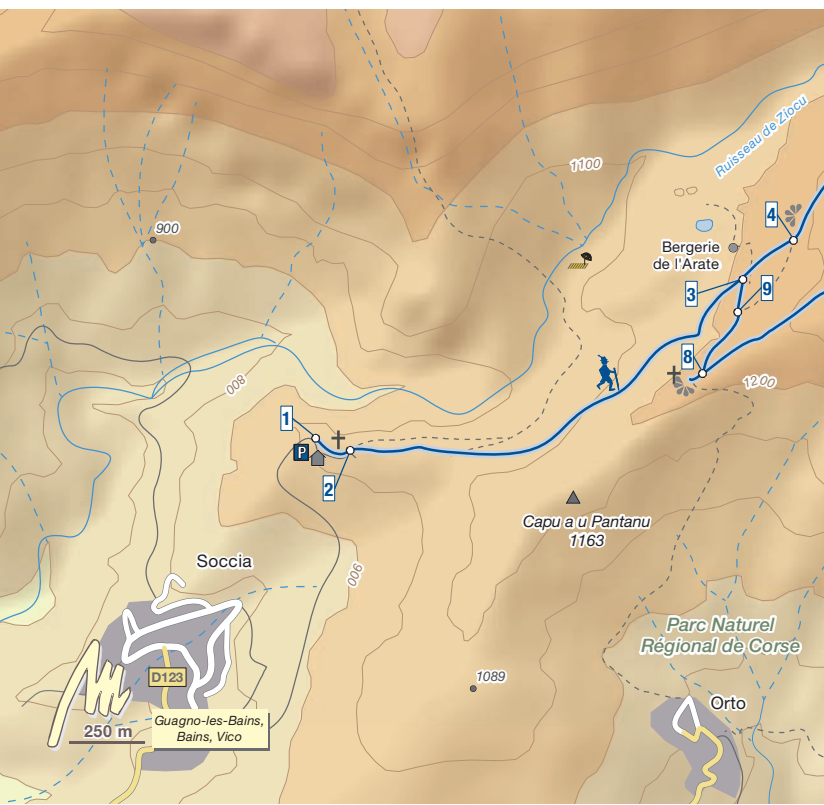 Ruisseau de Ziocu
1100
4
900
Bergerie
de l'Arate
3
9
8
1200
800
1
P
2
Capu a u Pantanu
1163
Soccia
900
Parc Naturel
Régional de Corse
D123
1089
Orto
Guagno-les-Bains,
Bains, Vico
250 m